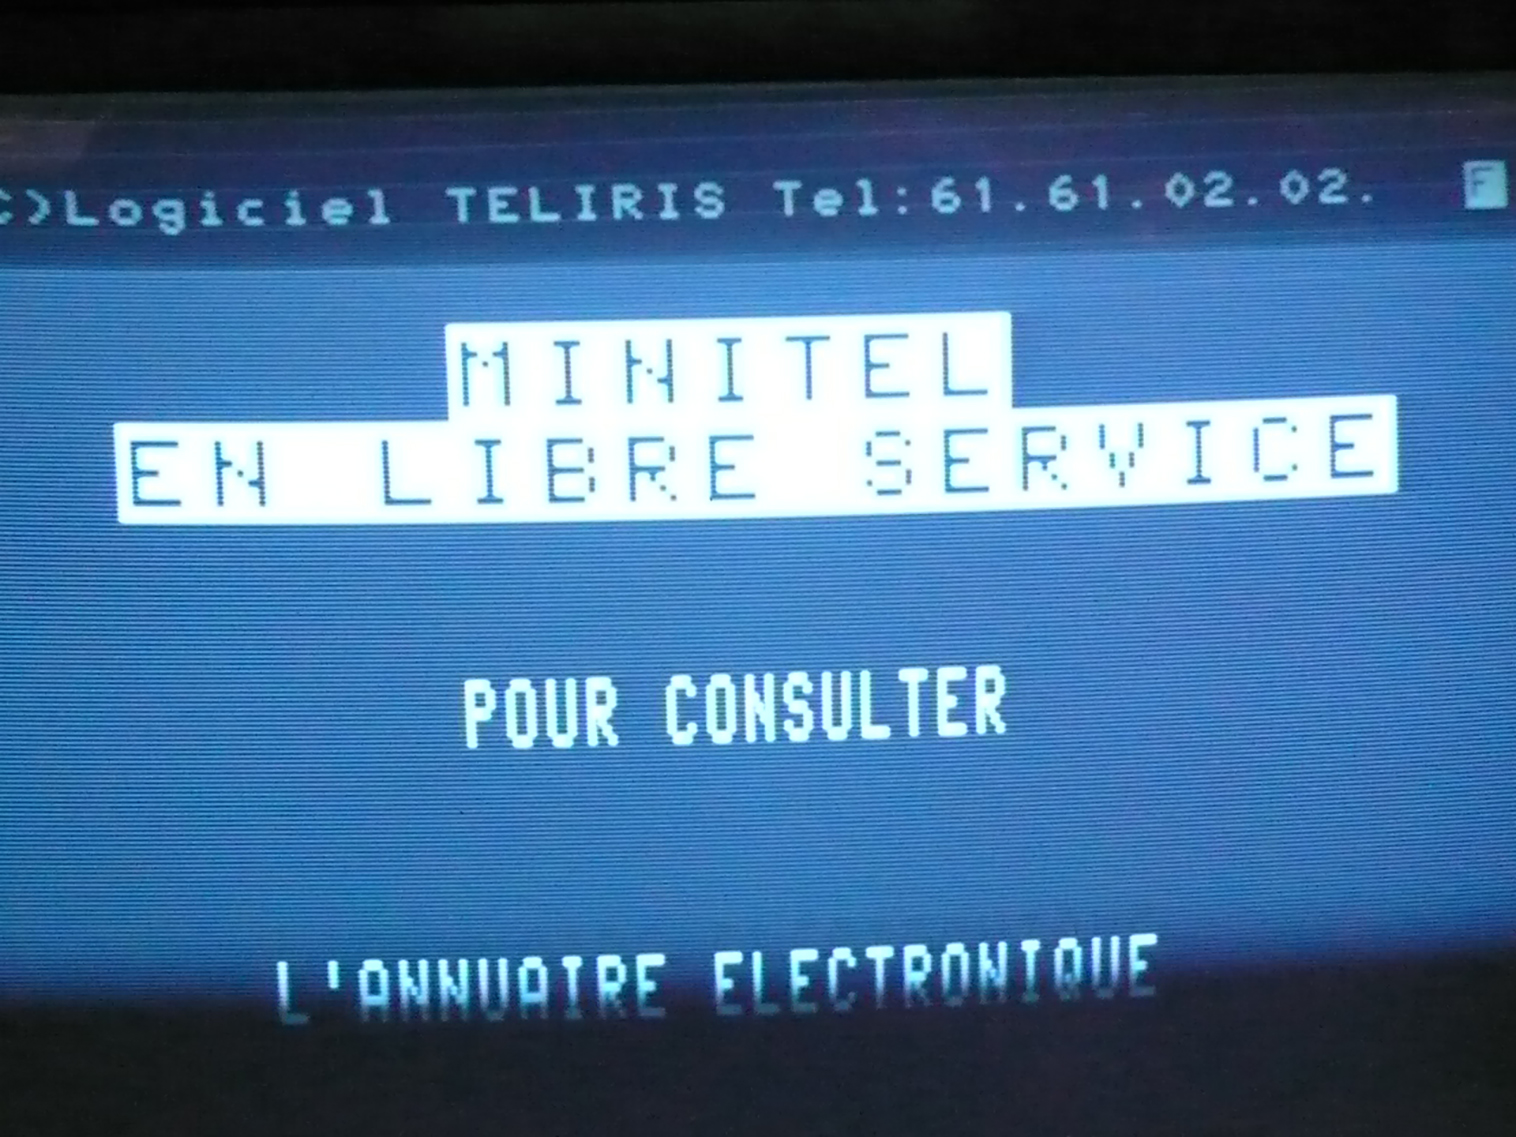 C)Logiciel TELIRIS Tel:61.61.02.02. F
MINITEL
EN LIBRE SERVICE
POUR CONSULTER
L'ANNUAIRE ELECTRONIQUE